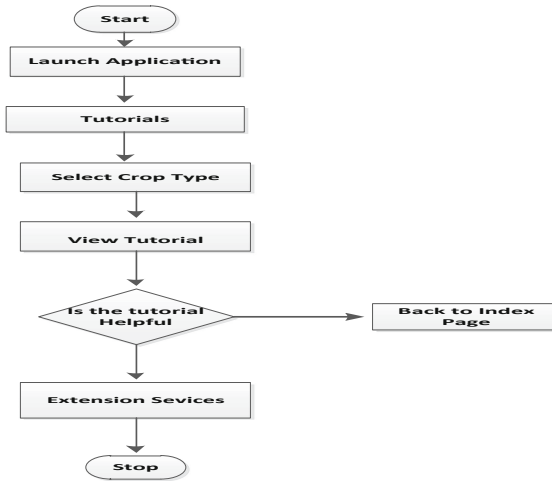 Start
Launch Application
Tutorials
Select Crop Type
View Tutorial
Is the tutorial
Helpful
Back to Index
Page
Extension Sevices
Stop